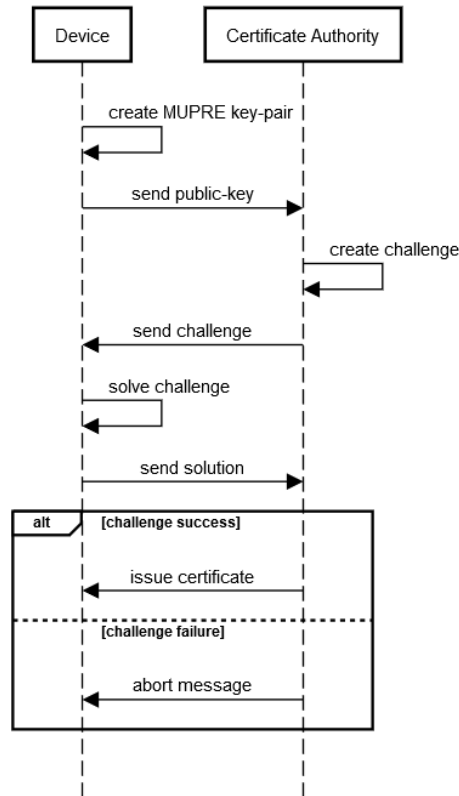 Device
Certificate Authority
create MUPRE key-pair
send public-key
create challenge
send challenge
solve challenge
send solution
alt
[challenge success]
issue certificate
[challenge failure]
abort message